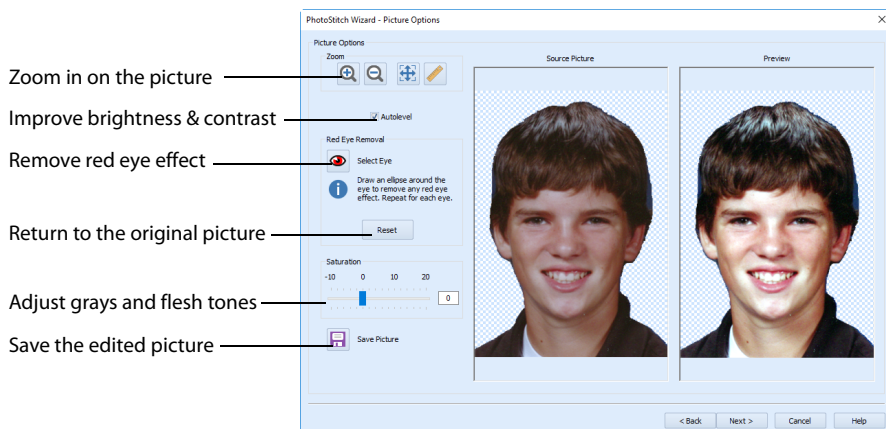 PhotoStitch Wizard - Picture Options
Picture Options
Zoom
Source Picture
Preview
Zoom in on the picture
Improve brightness & contrast
Autolevel
Red Eye Removal
Remove red eye effect
Select Eye
Draw an ellipse around the
eye to remove any red eye
effect. Repeat for each eye.
Return to the original picture
Reset
Saturation
-10 0 10 20
Adjust grays and flesh tones
0
Save the edited picture
Save Picture
< Back Next > Cancel Help